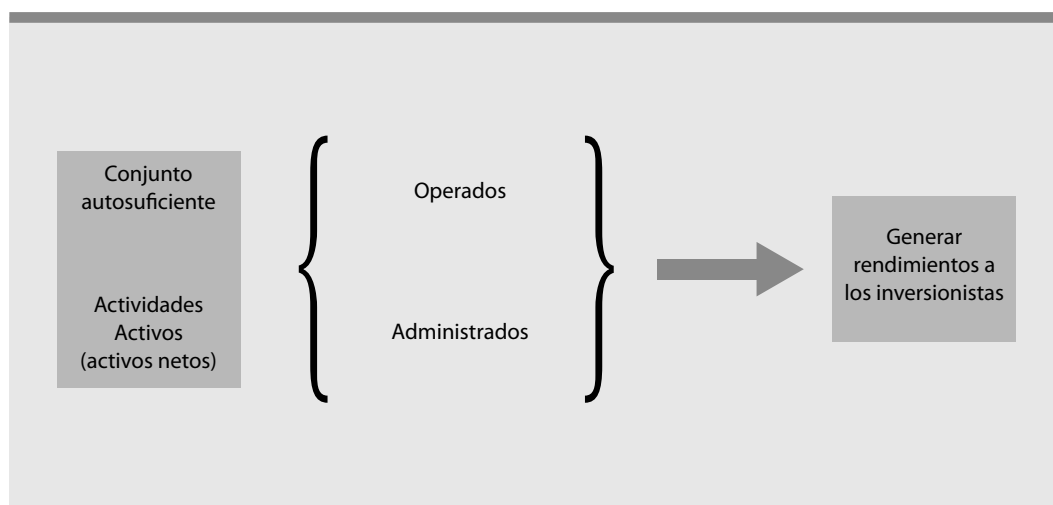 Conjunto
autosuficiente
Actividades
Activos
(activos netos)
Operados
Administrados
Generar
rendimientos a
los inversionistas